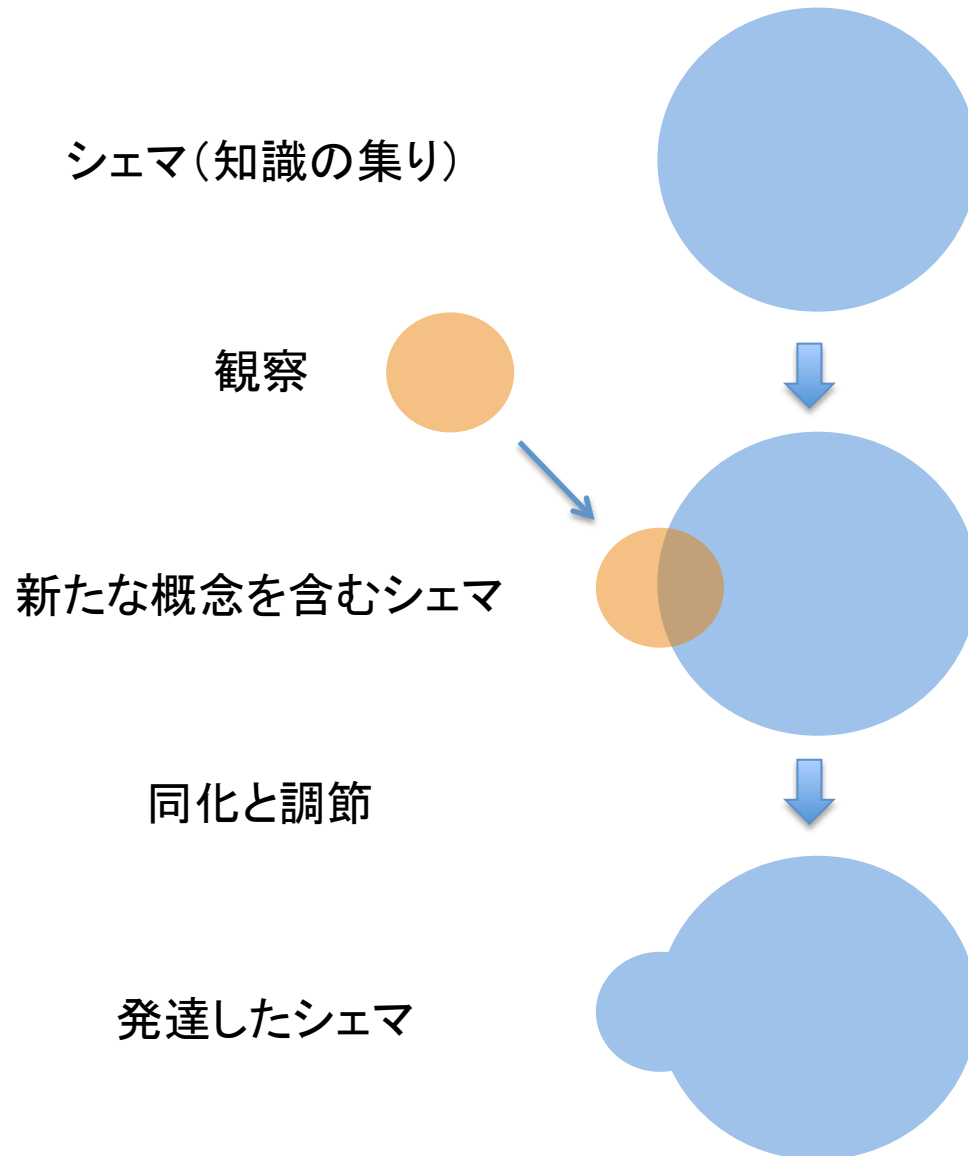 シェマ（知識の集り）
観察
新たな概念を含むシェマ
同化と調節
発達したシェマ